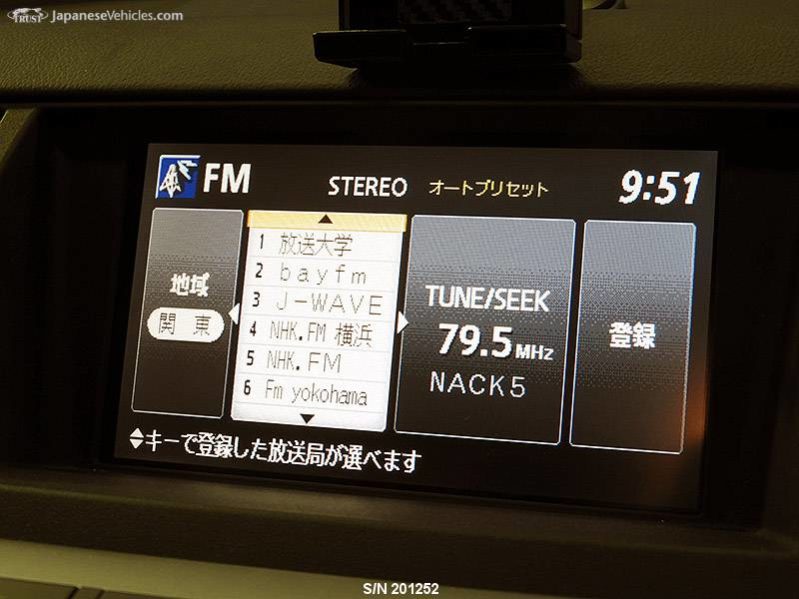 TRUST JapaneseVehicles.com
FM STEREO オートプリセット 9:51
地域
関 東
1 放送大学
2 bayfm
3 J-WAVE
4 NHK.FM 横浜
5 NHK.FM
6 Fm yokohama
TUNE/SEEK
79.5MHz
NACK5
登録
キーで登録した放送局が選べます
S/N 201252